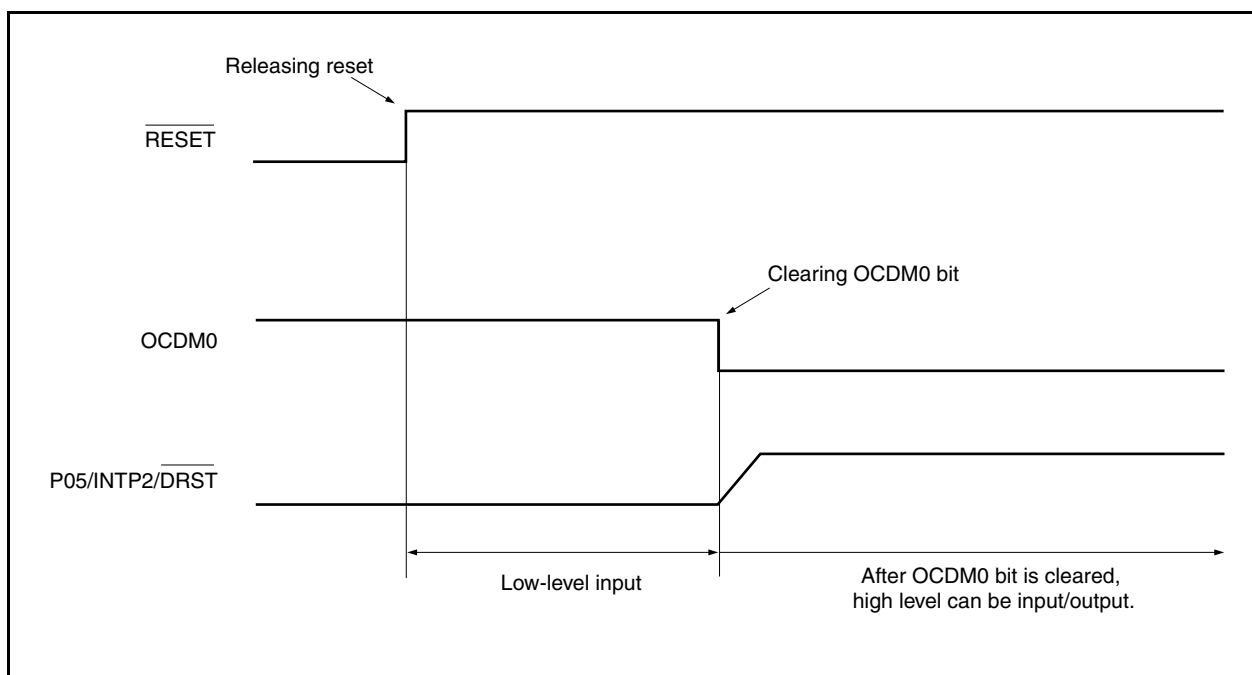 Releasing reset
RESET
Clearing OCDM0 bit
OCDM0
P05/INTP2/DRST
Low-level input
After OCDM0 bit is cleared,
high level can be input/output.